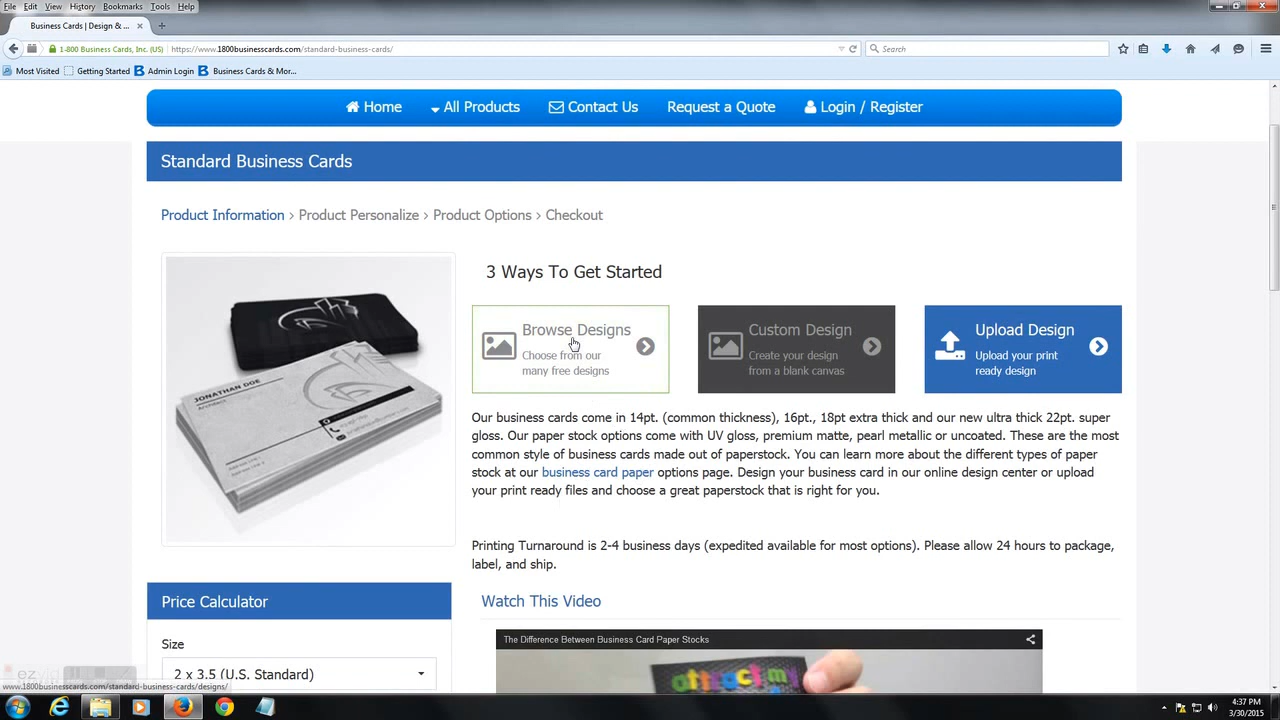 File Edit View History Bookmarks Tools Help
Business Cards | Design & ...
1-800 Business Cards, Inc. (US) https://www.1800businesscards.com/standard-business-cards/ Search
Most Visited Getting Started Admin Login Business Cards & Mor...
Home All Products Contact Us Request a Quote Login / Register
Standard Business Cards
Product Information > Product Personalize > Product Options > Checkout
3 Ways To Get Started
Browse Designs
Choose from our
many free designs
Custom Design
Create your design
from a blank canvas
Upload Design
Upload your print
ready design
JONATHAN DOE
Architect
Our business cards come in 14pt. (common thickness), 16pt., 18pt extra thick and our new ultra thick 22pt. super
gloss. Our paper stock options come with UV gloss, premium matte, pearl metallic or uncoated. These are the most
common style of business cards made out of paperstock. You can learn more about the different types of paper
stock at our business card paper options page. Design your business card in our online design center or upload
your print ready files and choose a great paperstock that is right for you.
Printing Turnaround is 2-4 business days (expedited available for most options). Please allow 24 hours to package,
label, and ship.
Price Calculator
Size
2 x 3.5 (U.S. Standard)
Watch This Video
The Difference Between Business Card Paper Stocks
attract my
www.1800businesscards.com/standard-business-cards/designs/
4:37 PM
3/30/2015